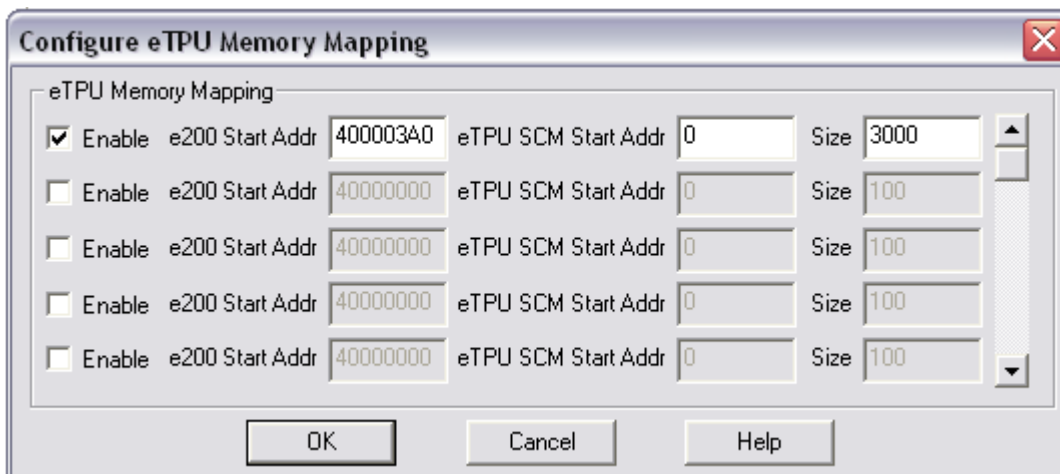 Configure eTPU Memory Mapping
eTPU Memory Mapping
Enable e200 Start Addr 400003A0 eTPU SCM Start Addr 0 Size 3000
Enable e200 Start Addr 40000000 eTPU SCM Start Addr 0 Size 100
Enable e200 Start Addr 40000000 eTPU SCM Start Addr 0 Size 100
Enable e200 Start Addr 40000000 eTPU SCM Start Addr 0 Size 100
Enable e200 Start Addr 40000000 eTPU SCM Start Addr 0 Size 100
OK Cancel Help